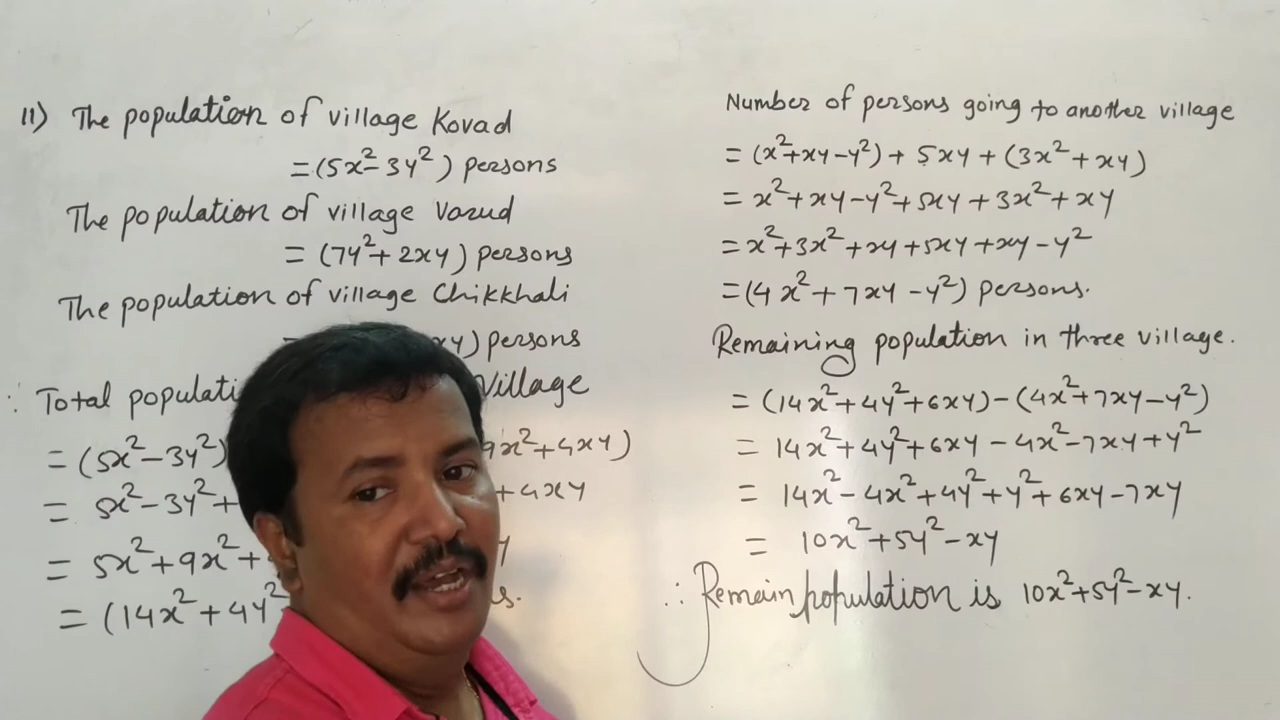 11) The population of village Kovad
= (5x² - 3y²) persons
The population of village Varud
= (7y² + 2xy) persons
The population of village Chikkhali
xy) persons
∴ Total populati Village
= (5x² - 3y²) 9x² + 4xy)
= 5x² - 3y² + + 4xy
= 5x² + 9x² + y
= (14x² + 4y² s.
Number of persons going to another village
= (x² + xy - y²) + 5xy + (3x² + xy)
= x² + xy - y² + 5xy + 3x² + xy
= x² + 3x² + xy + 5xy + xy - y²
= (4x² + 7xy - y²) persons.
Remaining population in three village.
= (14x² + 4y² + 6xy) - (4x² + 7xy - y²)
= 14x² + 4y² + 6xy - 4x² - 7xy + y²
= 14x² - 4x² + 4y² + y² + 6xy - 7xy
= 10x² + 5y² - xy
∴ Remain population is 10x² + 5y² - xy.